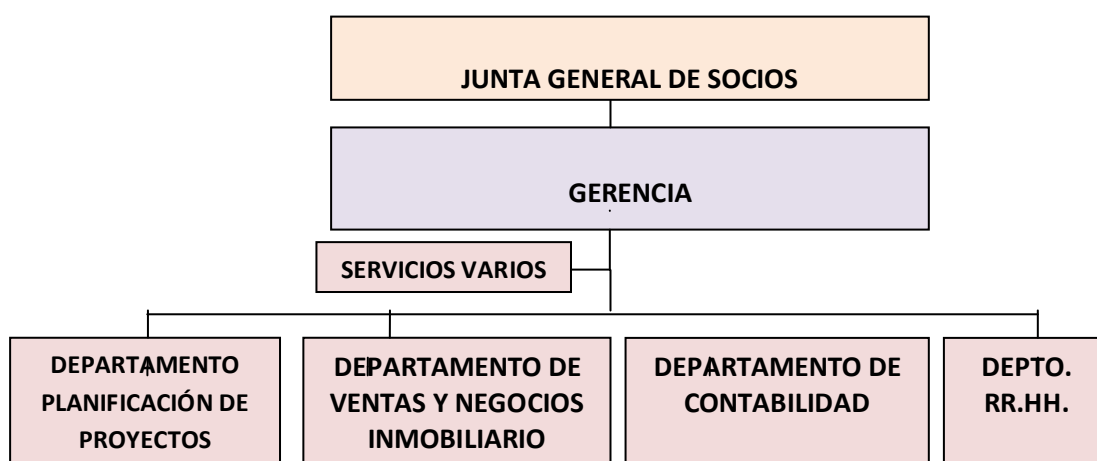 JUNTA GENERAL DE SOCIOS
GERENCIA
SERVICIOS VARIOS
DEPARTAMENTO
PLANIFICACIÓN DE
PROYECTOS
DEPARTAMENTO DE
VENTAS Y NEGOCIOS
INMOBILIARIO
DEPARTAMENTO DE
CONTABILIDAD
DEPTO.
RR.HH.